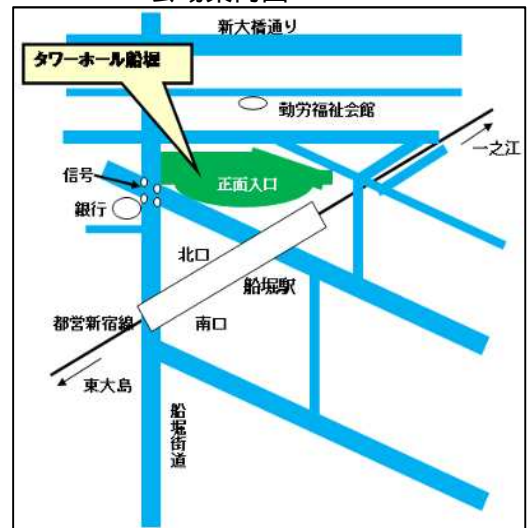 新大橋通り
タワーホール船堀
勤労福祉会館
一之江
信号
正面入口
銀行
北口
船堀駅
都営新宿線
南口
東大島
船堀街道